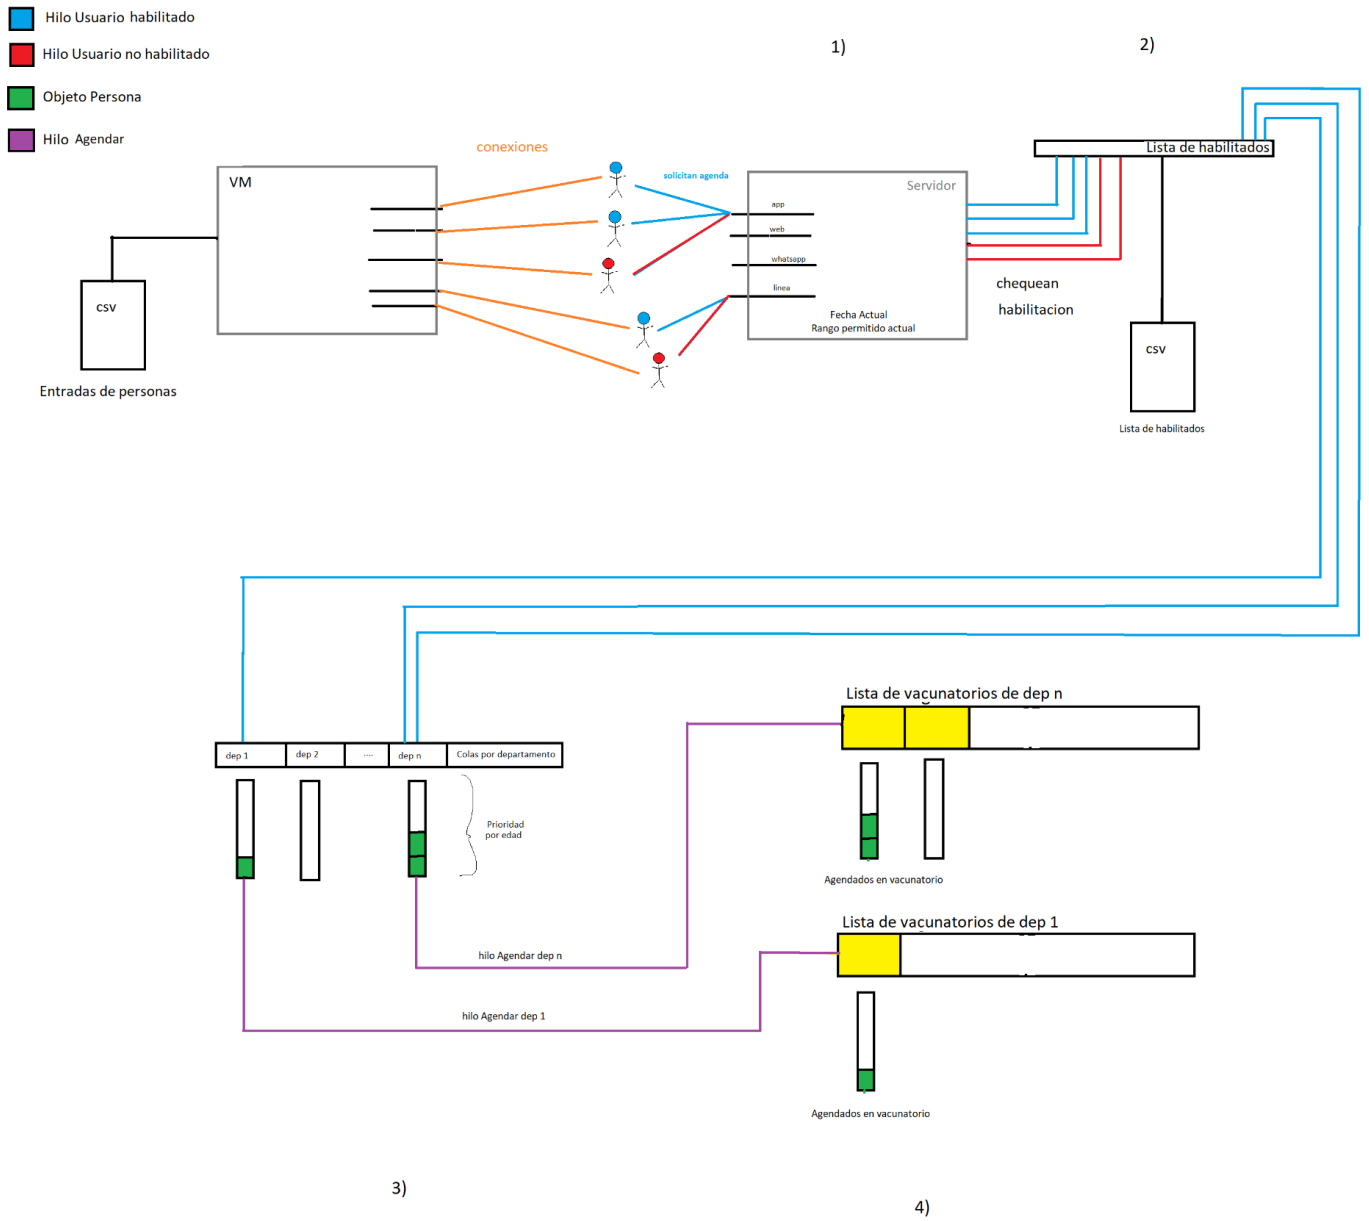 Hilo Usuario habilitado
Hilo Usuario no habilitado
Objeto Persona
Hilo Agendar
1)
2)
conexiones
VM
csv
Entradas de personas
solicitan agenda
Servidor
app
web
whatsapp
linea
Fecha Actual
Rango permitido actual
Lista de habilitados
chequean
habilitacion
csv
Lista de habilitados
dep 1
dep 2
....
dep n
Colas por departamento
Prioridad
por edad
hilo Agendar dep n
hilo Agendar dep 1
Lista de vacunatorios de dep n
Agendados en vacunatorio
Lista de vacunatorios de dep 1
Agendados en vacunatorio
3)
4)